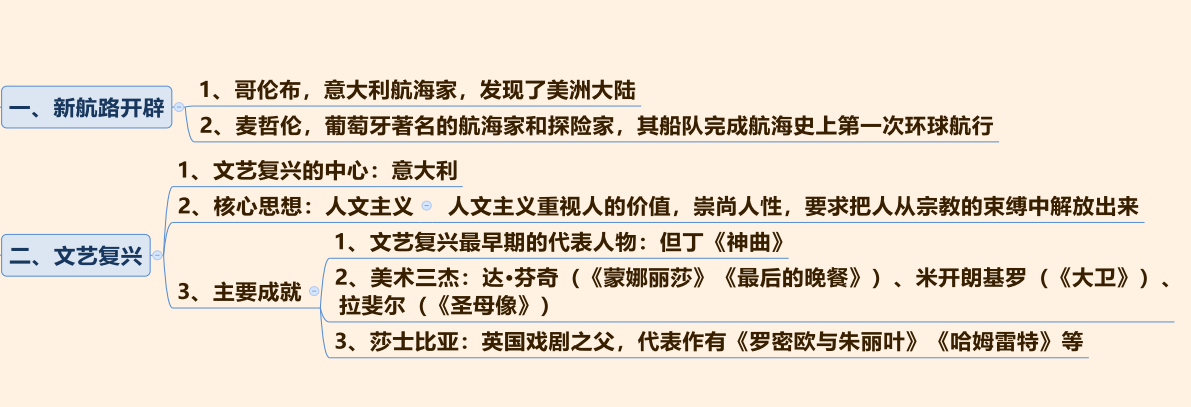 一、新航路开辟
1、哥伦布，意大利航海家，发现了美洲大陆
2、麦哲伦，葡萄牙著名的航海家和探险家，其船队完成航海史上第一次环球航行
二、文艺复兴
1、文艺复兴的中心：意大利
2、核心思想：人文主义
人文主义重视人的价值，崇尚人性，要求把人从宗教的束缚中解放出来
3、主要成就
1、文艺复兴最早期的代表人物：但丁《神曲》
2、美术三杰：达•芬奇（《蒙娜丽莎》《最后的晚餐》）、米开朗基罗（《大卫》）、
拉斐尔（《圣母像》）
3、莎士比亚：英国戏剧之父，代表作有《罗密欧与朱丽叶》《哈姆雷特》等